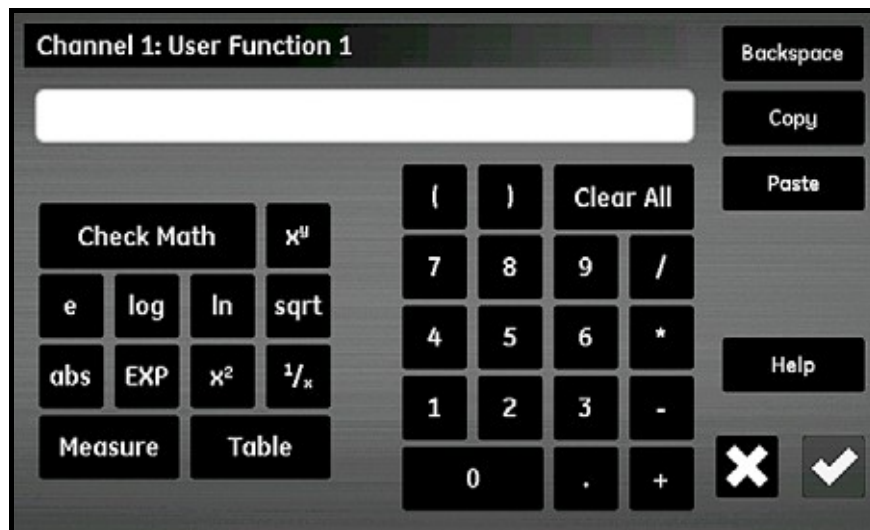 Channel 1: User Function 1
Backspace
Copy
Paste
( ) Clear All
Check Math xʸ
7 8 9 /
e log ln sqrt
4 5 6 *
abs EXP x² ¹/ₓ
Help
1 2 3 -
Measure Table
0 . +